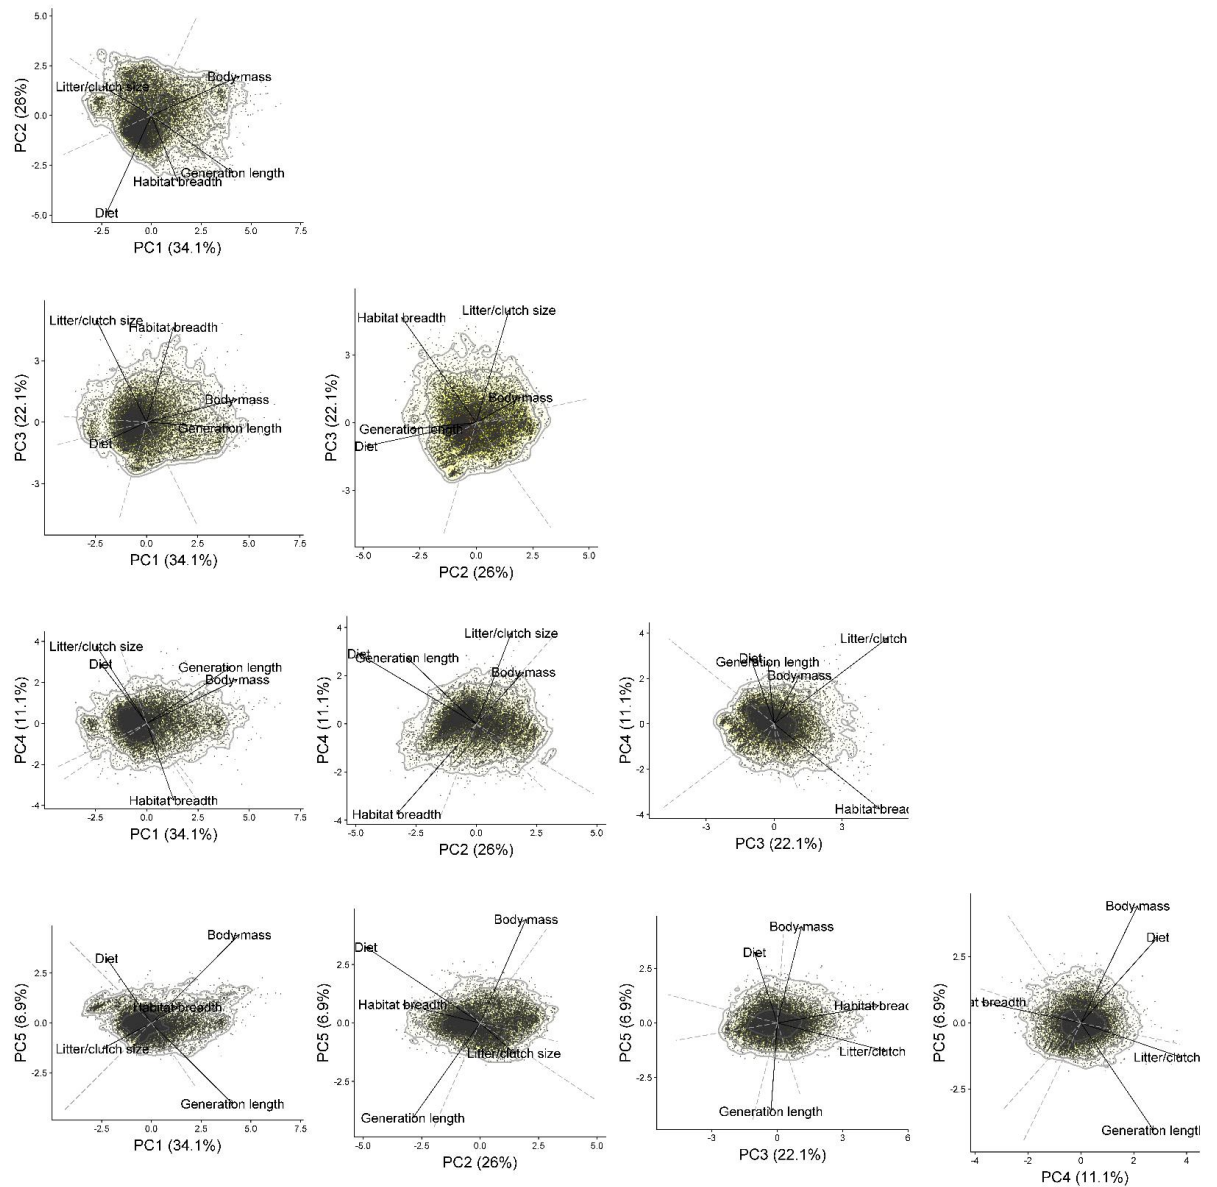 5.0
2.5
0.0
-2.5
-5.0
PC2 (26%)
Body mass
Litter/clutch size
Generation length
Habitat breadth
Diet
-2.5 0.0 2.5 5.0 7.5
PC1 (34.1%)
3
0
-3
PC3 (22.1%)
Litter/clutch size
Habitat breadth
Body mass
Generation length
Diet
-2.5 0.0 2.5 5.0 7.5
PC1 (34.1%)
3
0
-3
PC3 (22.1%)
Litter/clutch size
Habitat breadth
Body mass
Generation length
Diet
-5.0 -2.5 0.0 2.5 5.0
PC2 (26%)
4
2
0
-2
-4
PC4 (11.1%)
Litter/clutch size
Diet
Generation length
Body mass
Habitat breadth
-2.5 0.0 2.5 5.0 7.5
PC1 (34.1%)
4
2
0
-2
-4
PC4 (11.1%)
Litter/clutch size
Diet
Generation length
Body mass
Habitat breadth
-5.0 -2.5 0.0 2.5 5.0
PC2 (26%)
4
2
0
-2
-4
PC4 (11.1%)
Litter/clutch
Diet
Generation length
Body mass
Habitat breac
-3 0 3
PC3 (22.1%)
2.5
0.0
-2.5
PC5 (6.9%)
Body mass
Diet
Habitat breadth
Litter/clutch size
Generation length
-2.5 0.0 2.5 5.0 7.5
PC1 (34.1%)
2.5
0.0
-2.5
PC5 (6.9%)
Body mass
Diet
Habitat breadth
Litter/clutch size
Generation length
-5.0 -2.5 0.0 2.5 5.0
PC2 (26%)
2.5
0.0
-2.5
PC5 (6.9%)
Body mass
Diet
Habitat breac
Litter/clutch
Generation length
-3 0 3 6
PC3 (22.1%)
2.5
0.0
-2.5
PC5 (6.9%)
Body mass
Diet
at breadth
Litter/clutch
Generation lengt
-4 -2 0 2 4
PC4 (11.1%)